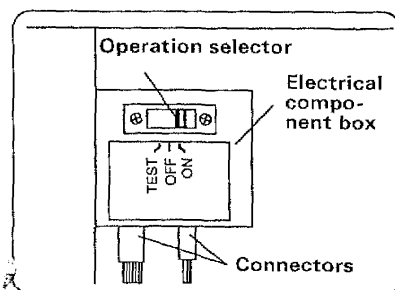 Operation selector
Electrical
compo-
nent box
TEST
OFF
ON
Connectors